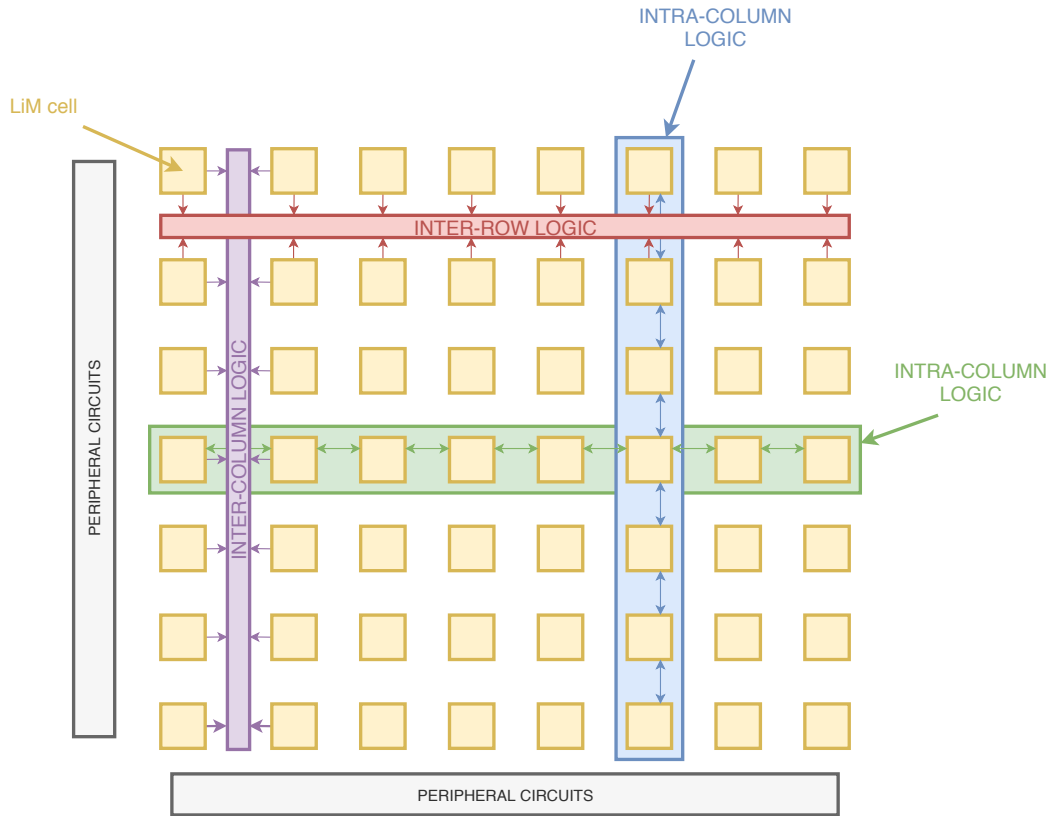 INTRA-COLUMN
LOGIC
LiM cell
INTER-ROW LOGIC
INTER-COLUMN LOGIC
PERIPHERAL CIRCUITS
INTRA-COLUMN
LOGIC
PERIPHERAL CIRCUITS